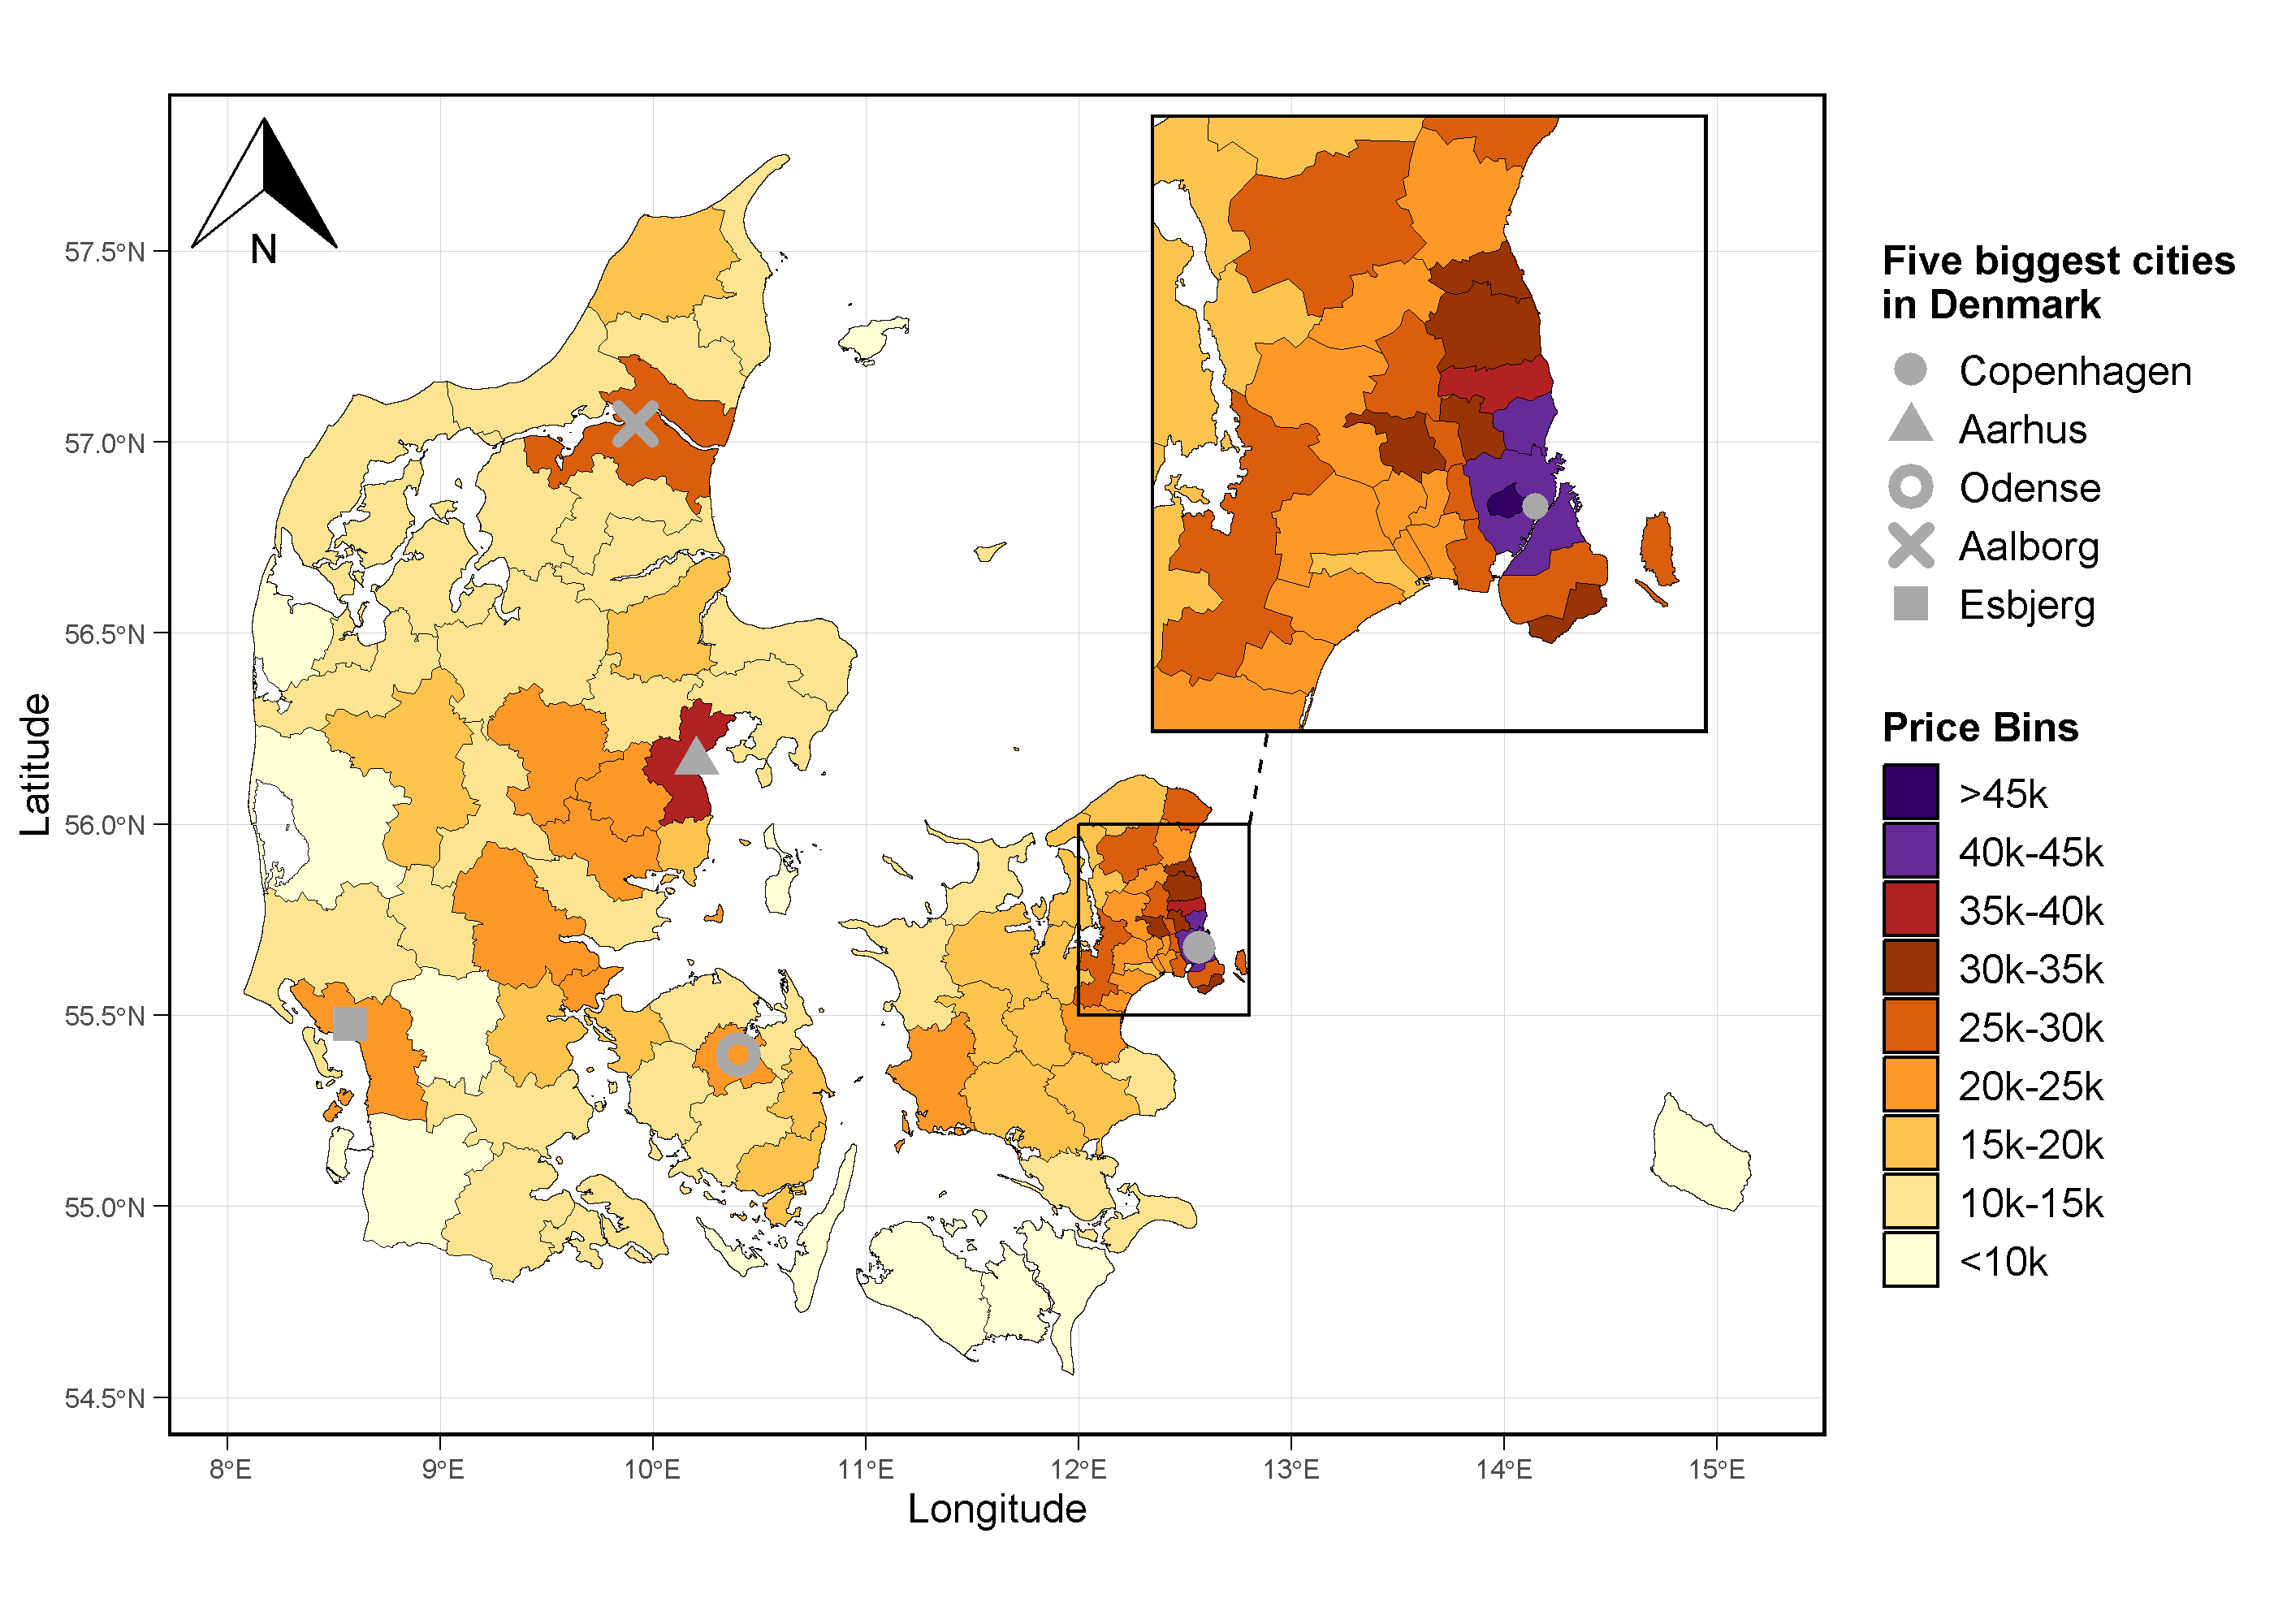 N
57.5°N
57.0°N
56.5°N
56.0°N
55.5°N
55.0°N
54.5°N
Latitude
8°E
9°E
10°E
11°E
12°E
13°E
14°E
15°E
Longitude
Five biggest cities
in Denmark
Copenhagen
Aarhus
Odense
Aalborg
Esbjerg
Price Bins
>45k
40k-45k
35k-40k
30k-35k
25k-30k
20k-25k
15k-20k
10k-15k
<10k